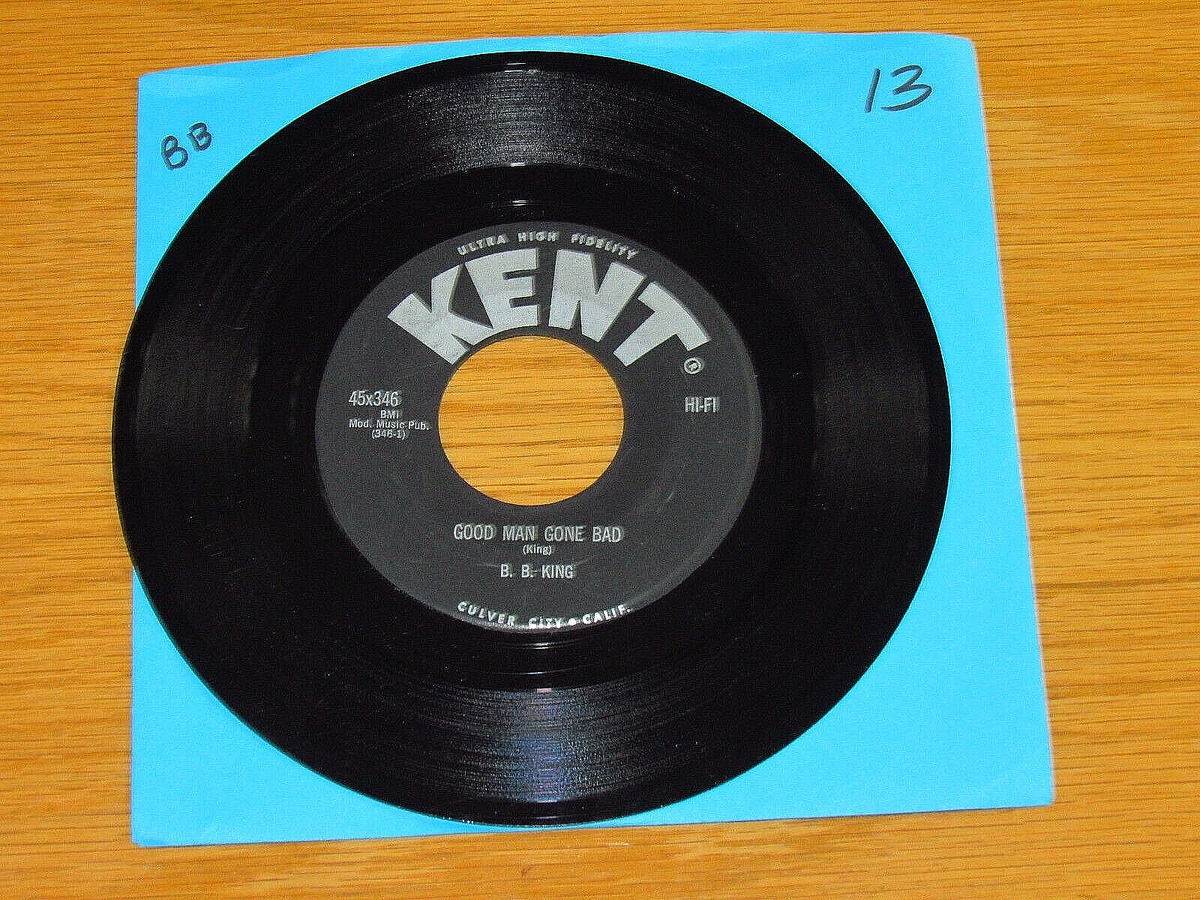 BB
13
ULTRA HIGH FIDELITY
KENT®
45x346
BMI
Mod. Music Pub.
(346-1)
HI-FI
GOOD MAN GONE BAD
(King)
B. B. KING
CULVER CITY • CALIF.